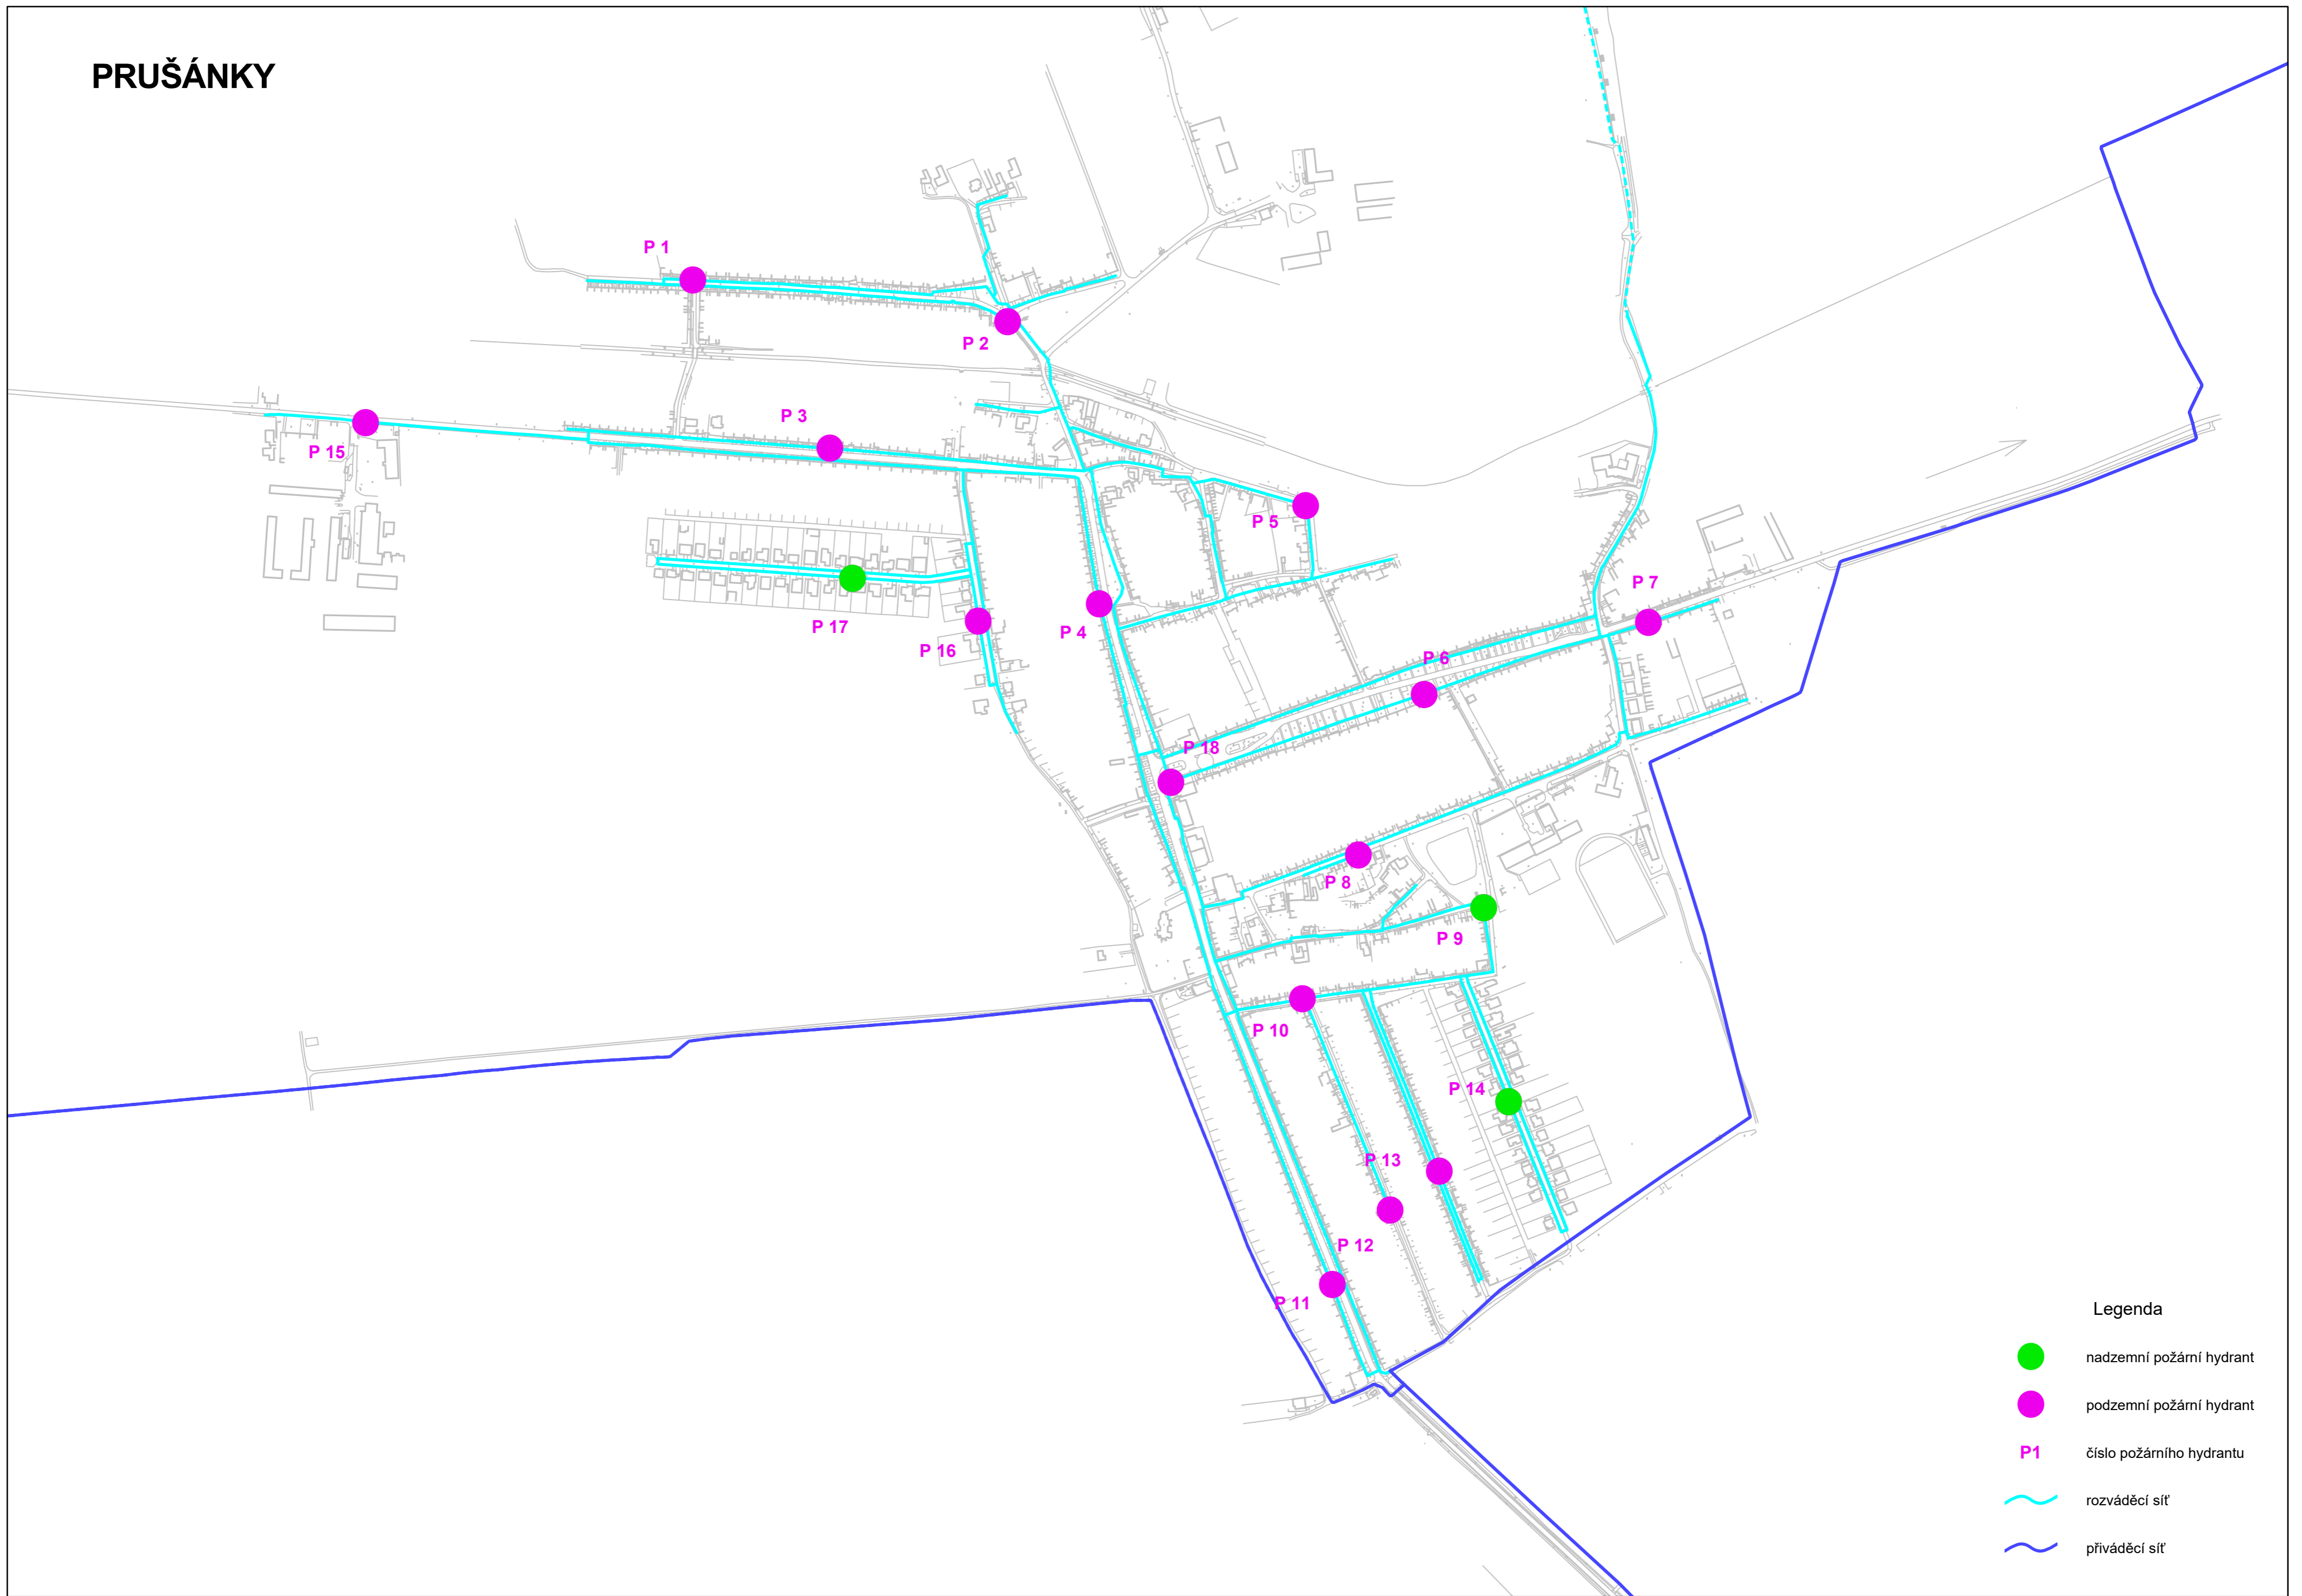 PRUŠÁNKY
P 1
P 2
P 3
P 15
P 5
P 17
P 16
P 4
P 7
P 6
P 18
P 8
P 9
P 10
P 14
P 13
P 12
P 11
Legenda
nadzemní požární hydrant
podzemní požární hydrant
P1 číslo požárního hydrantu
rozváděcí síť
přiváděcí síť